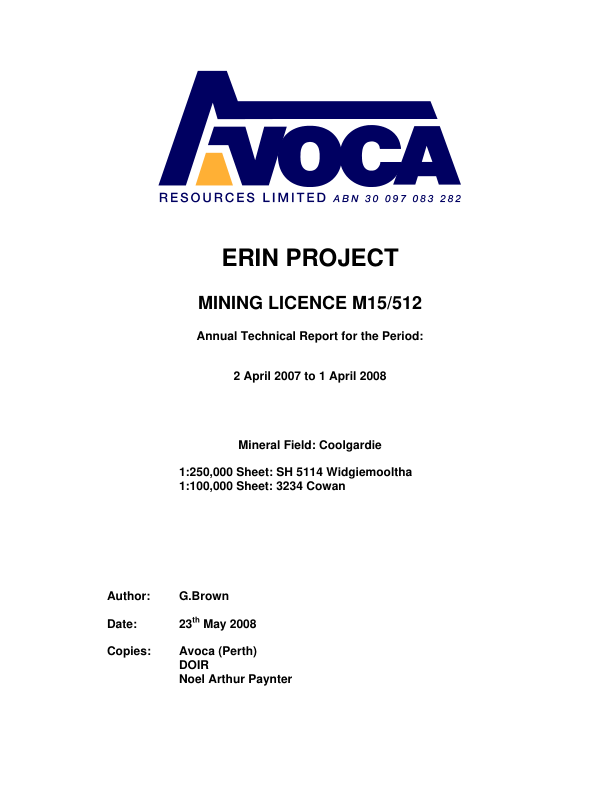 AVOCA
RESOURCES LIMITED ABN 30 097 083 282
ERIN PROJECT
MINING LICENCE M15/512
Annual Technical Report for the Period:
2 April 2007 to 1 April 2008
Mineral Field: Coolgardie
1:250,000 Sheet: SH 5114 Widgiemooltha
1:100,000 Sheet: 3234 Cowan
Author: G.Brown
Date: 23th May 2008
Copies: Avoca (Perth)
DOIR
Noel Arthur Paynter